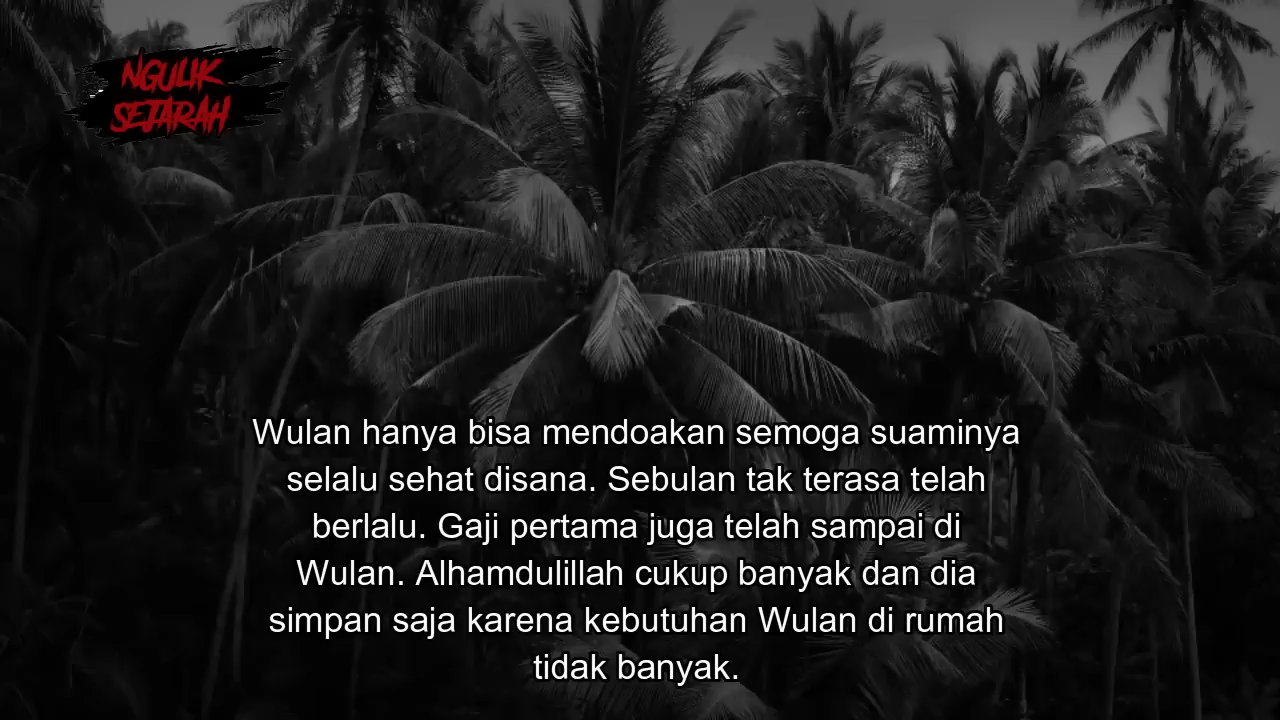 NGULIK
SEJARAH
Wulan hanya bisa mendoakan semoga suaminya
selalu sehat disana. Sebulan tak terasa telah
berlalu. Gaji pertama juga telah sampai di
Wulan. Alhamdulillah cukup banyak dan dia
simpan saja karena kebutuhan Wulan di rumah
tidak banyak.